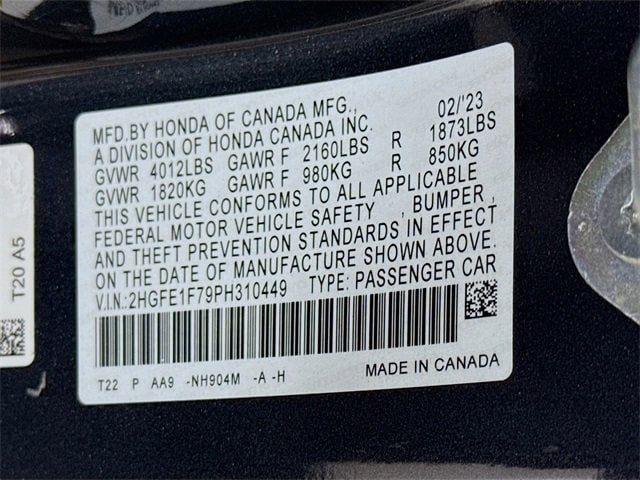 MFD.BY HONDA OF CANADA MFG., 02/'23
A DIVISION OF HONDA CANADA INC.
GVWR 4012LBS GAWR F 2160LBS R 1873LBS
GVWR 1820KG GAWR F 980KG R 850KG
THIS VEHICLE CONFORMS TO ALL APPLICABLE
FEDERAL MOTOR VEHICLE SAFETY , BUMPER,
AND THEFT PREVENTION STANDARDS IN EFFECT
ON THE DATE OF MANUFACTURE SHOWN ABOVE.
V.I.N:2HGFE1F79PH310449 TYPE: PASSENGER CAR
T22 P AA9 -NH904M -A -H MADE IN CANADA
T20 A5